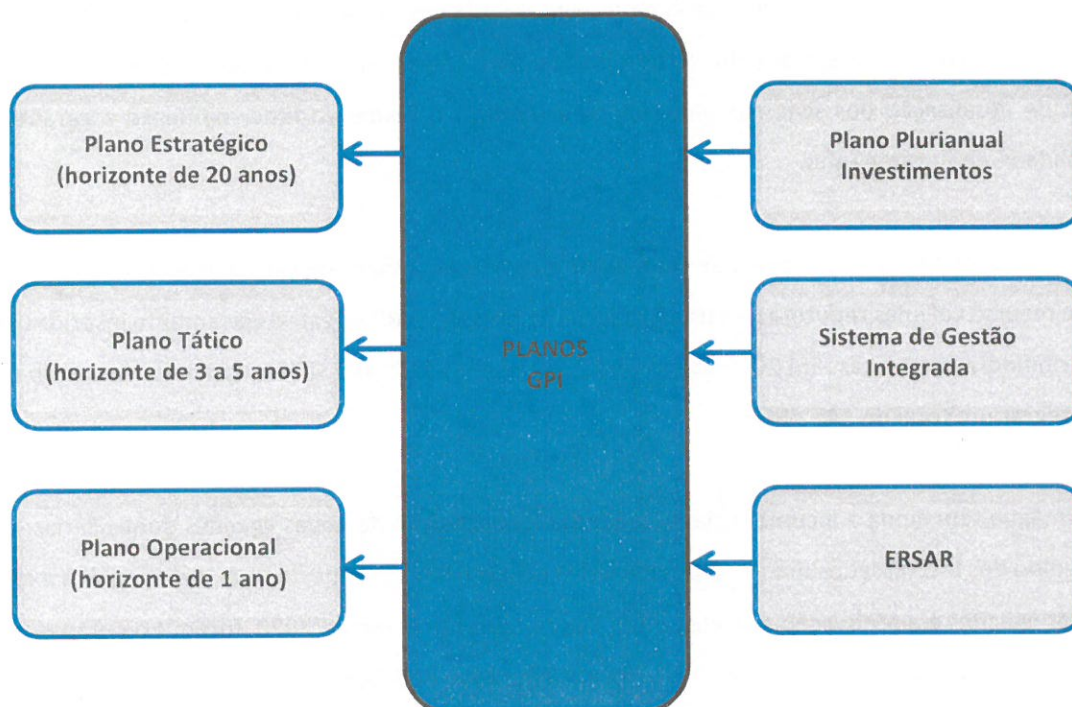 Plano Estratégico
(horizonte de 20 anos)
Plano Tático
(horizonte de 3 a 5 anos)
Plano Operacional
(horizonte de 1 ano)
PLANOS
GPI
Plano Plurianual
Investimentos
Sistema de Gestão
Integrada
ERSAR